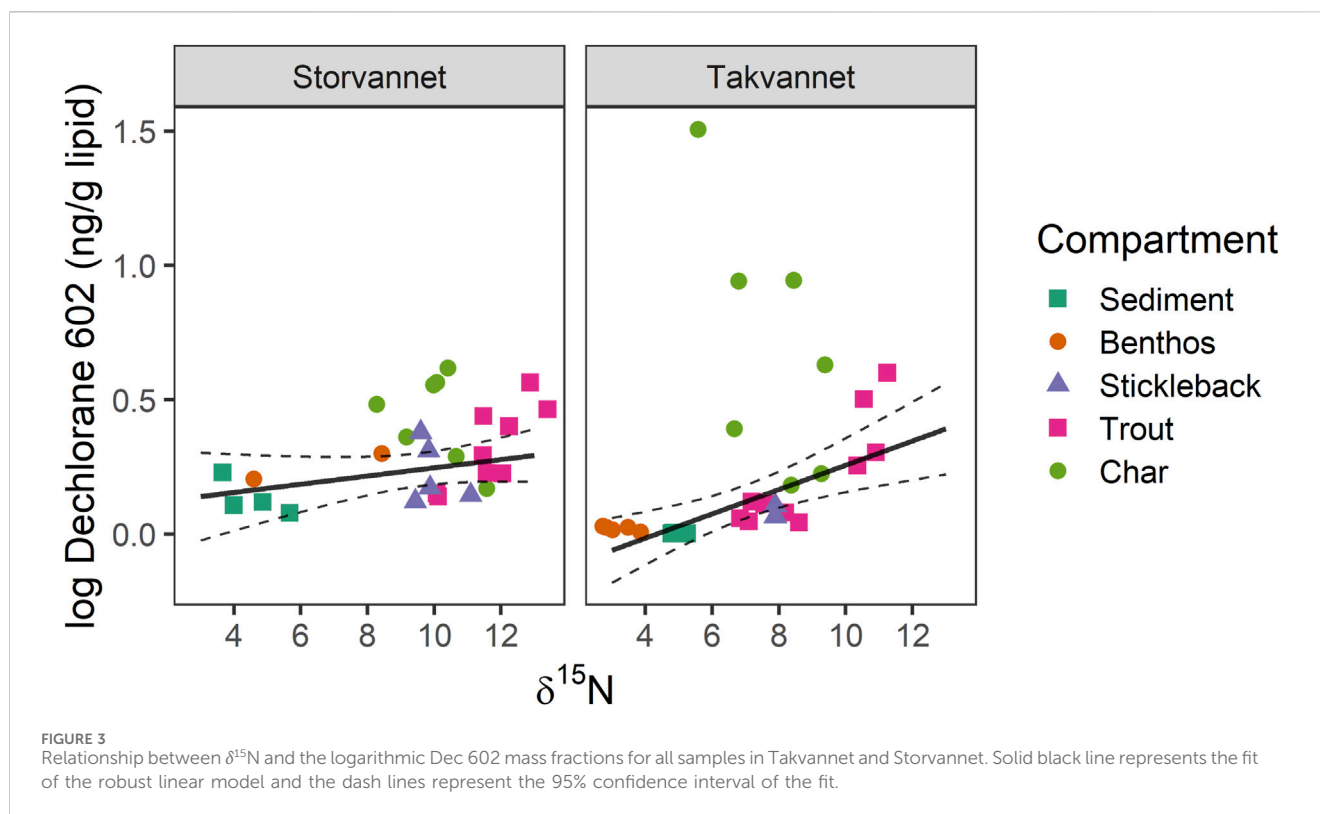 Storvannet
Takvannet
log Dechlorane 602 (ng/g lipid)
1.5
1.0
0.5
0.0
4 6 8 10 12
4 6 8 10 12
δ¹⁵N
Compartment
Sediment
Benthos
Stickleback
Trout
Char
FIGURE 3
Relationship between δ¹⁵N and the logarithmic Dec 602 mass fractions for all samples in Takvannet and Storvannet. Solid black line represents the fit
of the robust linear model and the dash lines represent the 95% confidence interval of the fit.